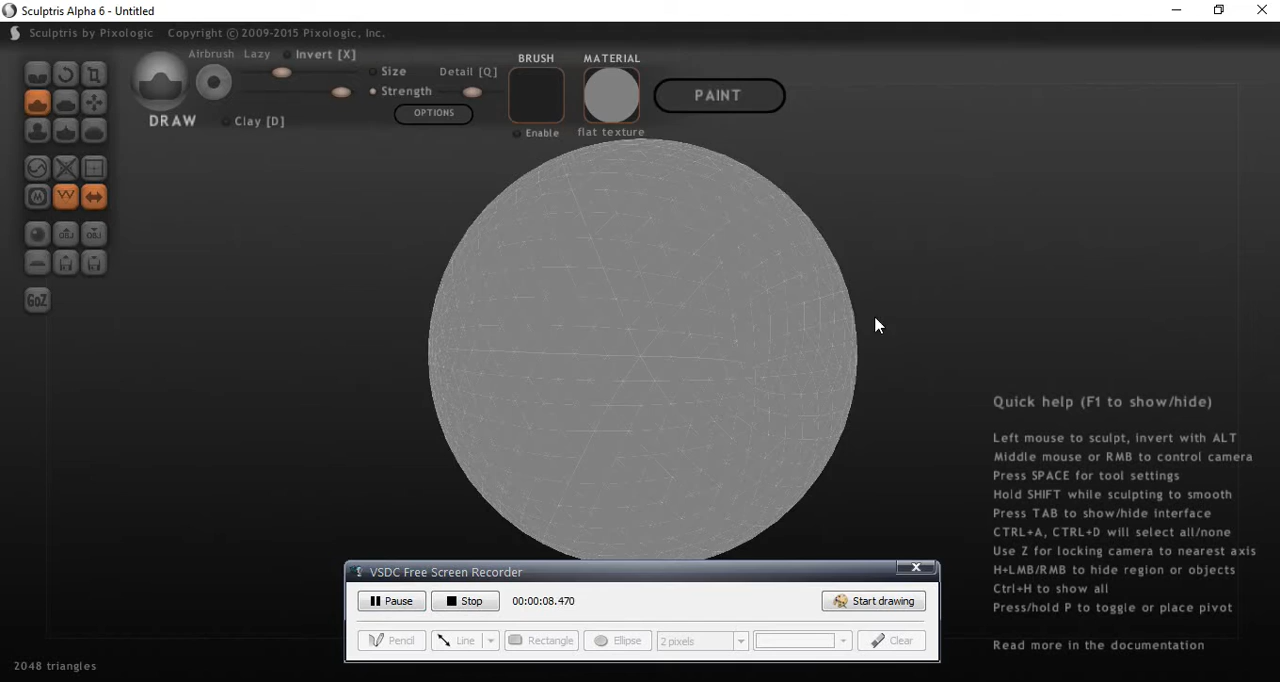 Sculptris Alpha 6 - Untitled
Sculptris by Pixologic Copyright © 2009-2015 Pixologic, Inc.
Airbrush Lazy Invert [X]
Size Detail [Q]
Strength
OPTIONS
DRAW
Clay [D]
BRUSH
Enable
MATERIAL
flat texture
PAINT
OBJ OBJ
GoZ
Quick help (F1 to show/hide)
Left mouse to sculpt, invert with ALT
Middle mouse or RMB to control camera
Press SPACE for tool settings
Hold SHIFT while sculpting to smooth
Press TAB to show/hide interface
CTRL+A, CTRL+D will select all/none
Use Z for locking camera to nearest axis
H+LMB/RMB to hide region or objects
Ctrl+H to show all
Press/hold P to toggle or place pivot
Read more in the documentation
VSDC Free Screen Recorder
Pause Stop 00:00:08.470 Start drawing
Pencil Line Rectangle Ellipse 2 pixels Clear
2048 triangles